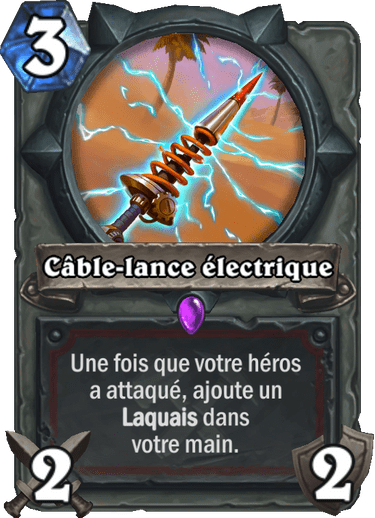 3
Câble-lance électrique
Une fois que votre héros
a attaqué, ajoute un
Laquais dans
votre main.
2
2